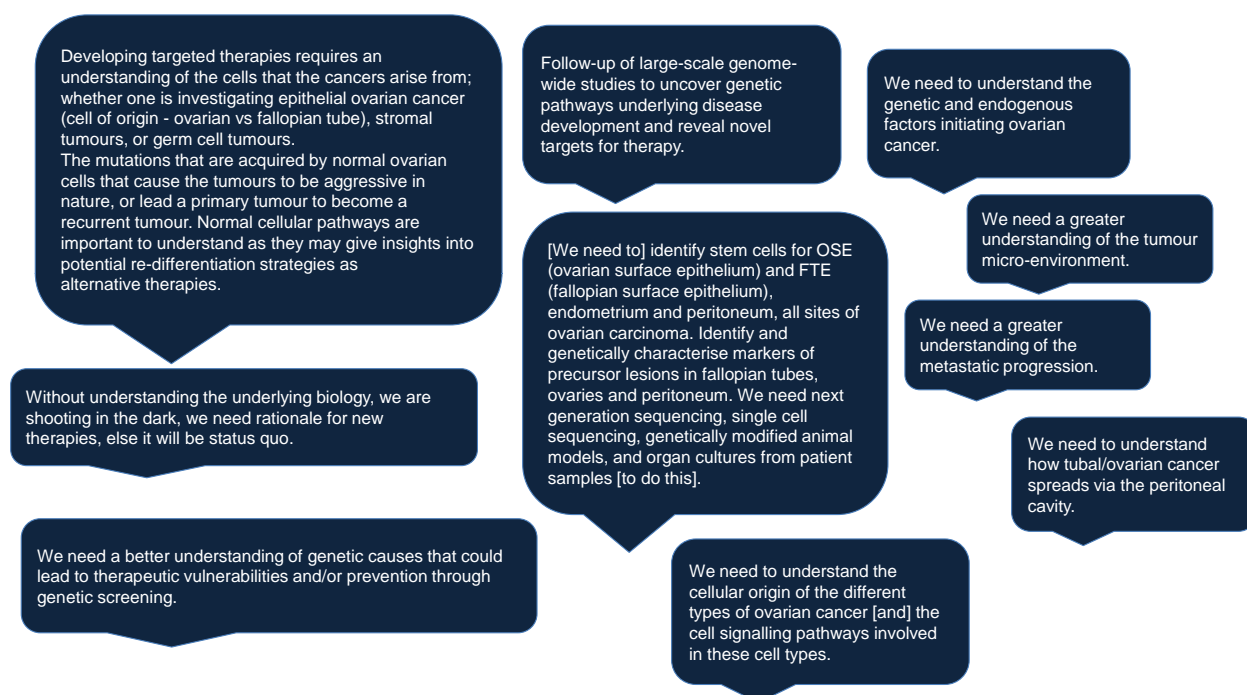 Developing targeted therapies requires an
understanding of the cells that the cancers arise from;
whether one is investigating epithelial ovarian cancer
(cell of origin - ovarian vs fallopian tube), stromal
tumours, or germ cell tumours.
The mutations that are acquired by normal ovarian
cells that cause the tumours to be aggressive in
nature, or lead a primary tumour to become a
recurrent tumour. Normal cellular pathways are
important to understand as they may give insights into
potential re-differentiation strategies as
alternative therapies.
Follow-up of large-scale genome-
wide studies to uncover genetic
pathways underlying disease
development and reveal novel
targets for therapy.
We need to understand the
genetic and endogenous
factors initiating ovarian
cancer.
We need a greater
understanding of the tumour
micro-environment.
[We need to] identify stem cells for OSE
(ovarian surface epithelium) and FTE
(fallopian surface epithelium),
endometrium and peritoneum, all sites of
ovarian carcinoma. Identify and
genetically characterise markers of
precursor lesions in fallopian tubes,
ovaries and peritoneum. We need next
generation sequencing, single cell
sequencing, genetically modified animal
models, and organ cultures from patient
samples [to do this].
We need a greater
understanding of the
metastatic progression.
Without understanding the underlying biology, we are
shooting in the dark, we need rationale for new
therapies, else it will be status quo.
We need to understand
how tubal/ovarian cancer
spreads via the peritoneal
cavity.
We need a better understanding of genetic causes that could
lead to therapeutic vulnerabilities and/or prevention through
genetic screening.
We need to understand the
cellular origin of the different
types of ovarian cancer [and] the
cell signalling pathways involved
in these cell types.